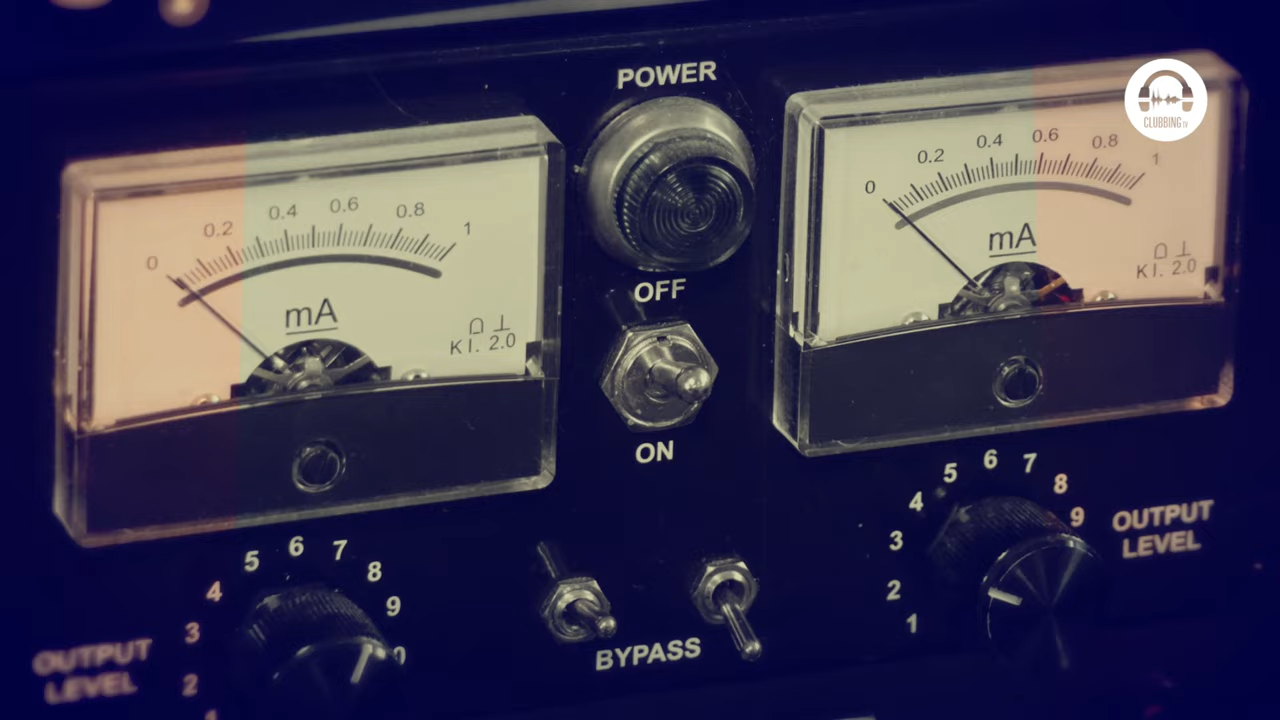 POWER
CLUBBING TV
0 0.2 0.4 0.6 0.8 1
mA
KI. 2.0
0 0.2 0.4 0.6 0.8 1
mA
KI. 2.0
OFF
ON
1 2 3 4 5 6 7 8 9
OUTPUT
LEVEL
2 3 4 5 6 7 8 9
OUTPUT
LEVEL
BYPASS